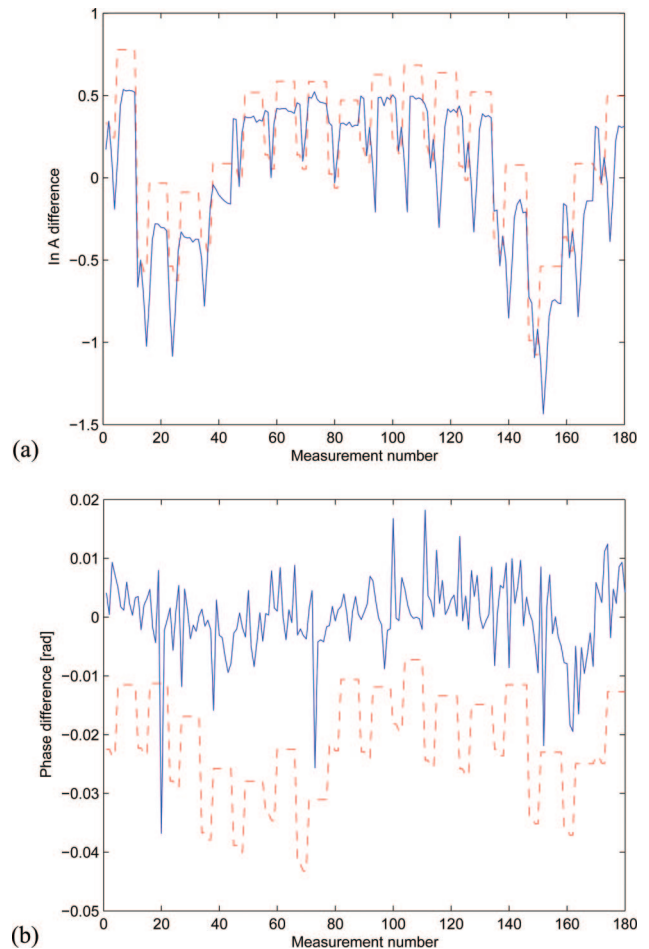 1
0.5
0
−0.5
−1
−1.5
ln A difference
0 20 40 60 80 100 120 140 160 180
Measurement number
(a)
0.02
0.01
0
−0.01
−0.02
−0.03
−0.04
−0.05
Phase difference [rad]
0 20 40 60 80 100 120 140 160 180
Measurement number
(b)